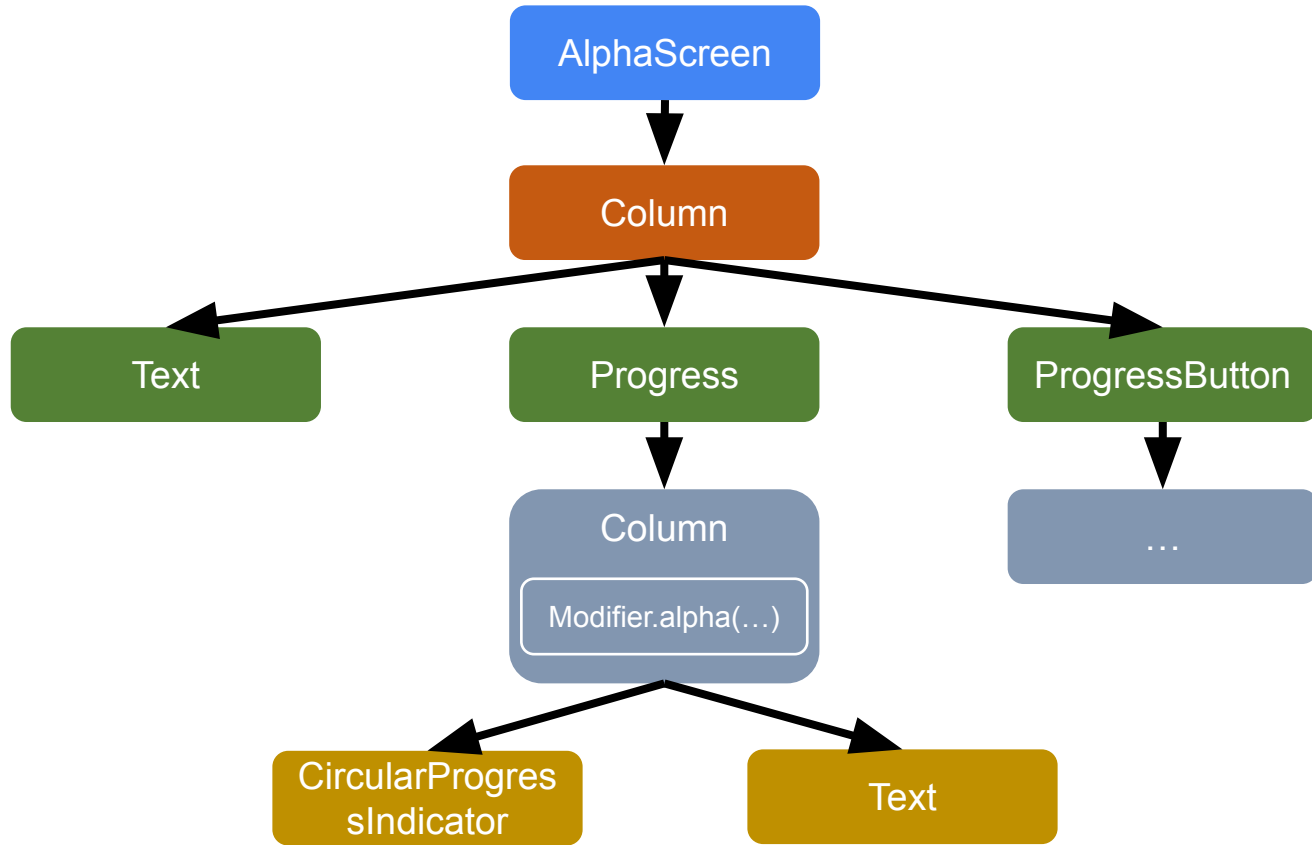 AlphaScreen
Column
Text
Progress
ProgressButton
Column
…
Modifier.alpha(…)
CircularProgres
sIndicator
Text